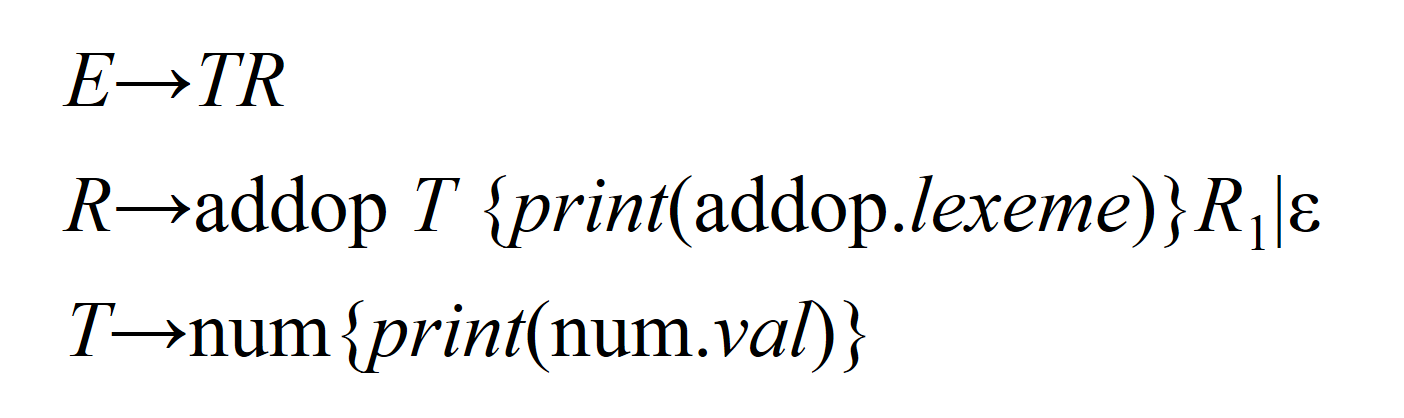 E→TR
R→addop T {print(addop.lexeme)}R₁|ε
T→num{print(num.val)}